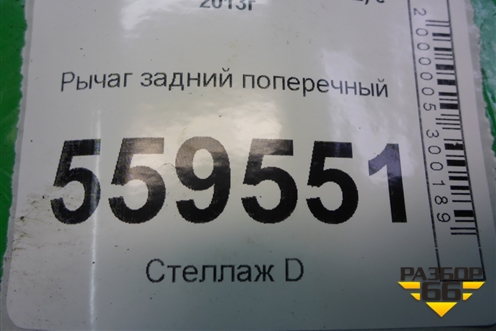 2013г
Рычаг задний поперечный
559551
Стеллаж D
2000005300189
РАЗБОР
66